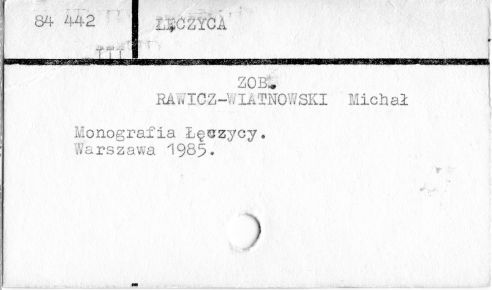 84 442
ŁĘCZYCA
III
ZOB.
RAWICZ-WIATNOWSKI Michał
Monografia Łęczycy.
Warszawa 1985.